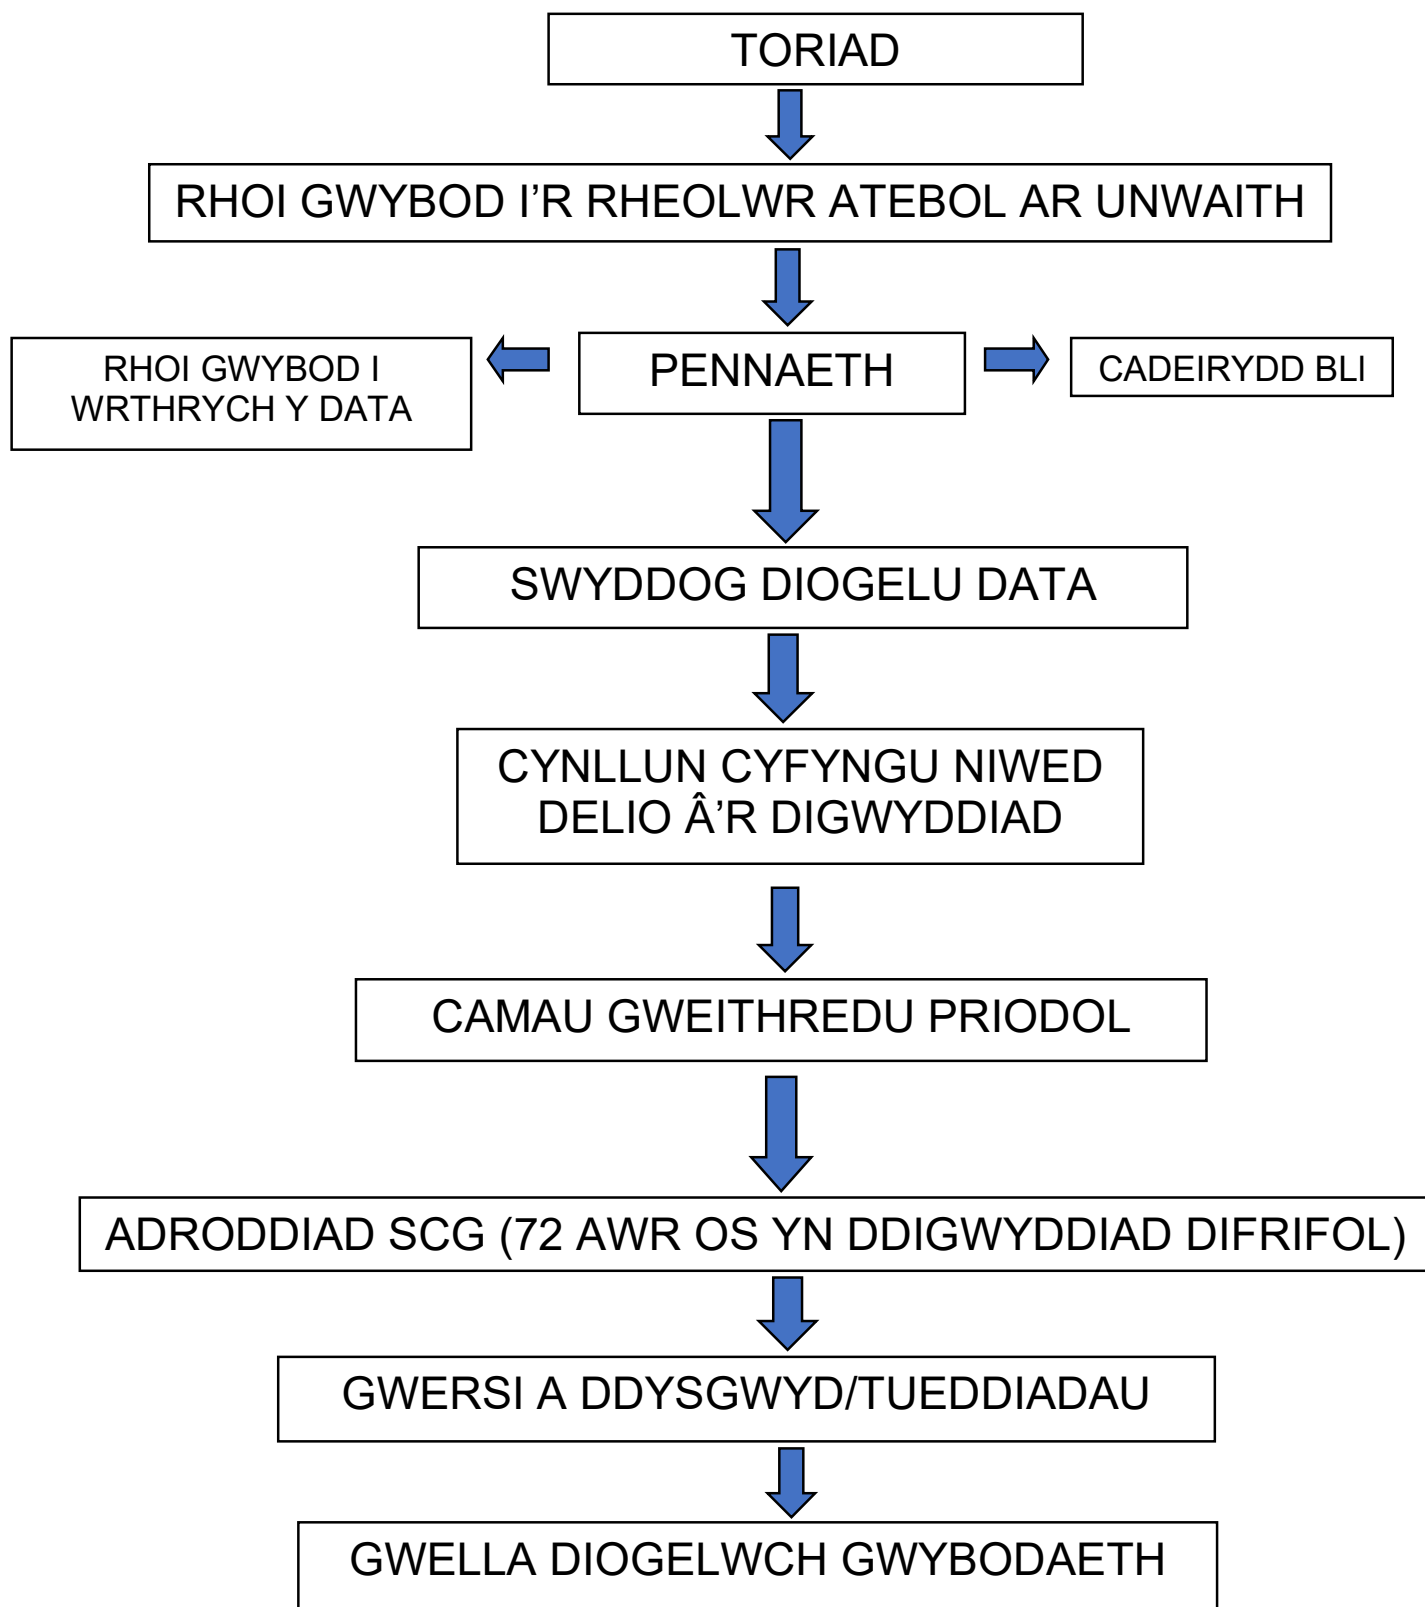 TORIAD
RHOI GWYBOD I’R RHEOLWR ATEBOL AR UNWAITH
RHOI GWYBOD I
WRTHRYCH Y DATA
PENNAETH
CADEIRYDD BLI
SWYDDOG DIOGELU DATA
CYNLLUN CYFYNGU NIWED
DELIO Â’R DIGWYDDIAD
CAMAU GWEITHREDU PRIODOL
ADRODDIAD SCG (72 AWR OS YN DDIGWYDDIAD DIFRIFOL)
GWERSI A DDYSGWYD/TUEDDIADAU
GWELLA DIOGELWCH GWYBODAETH